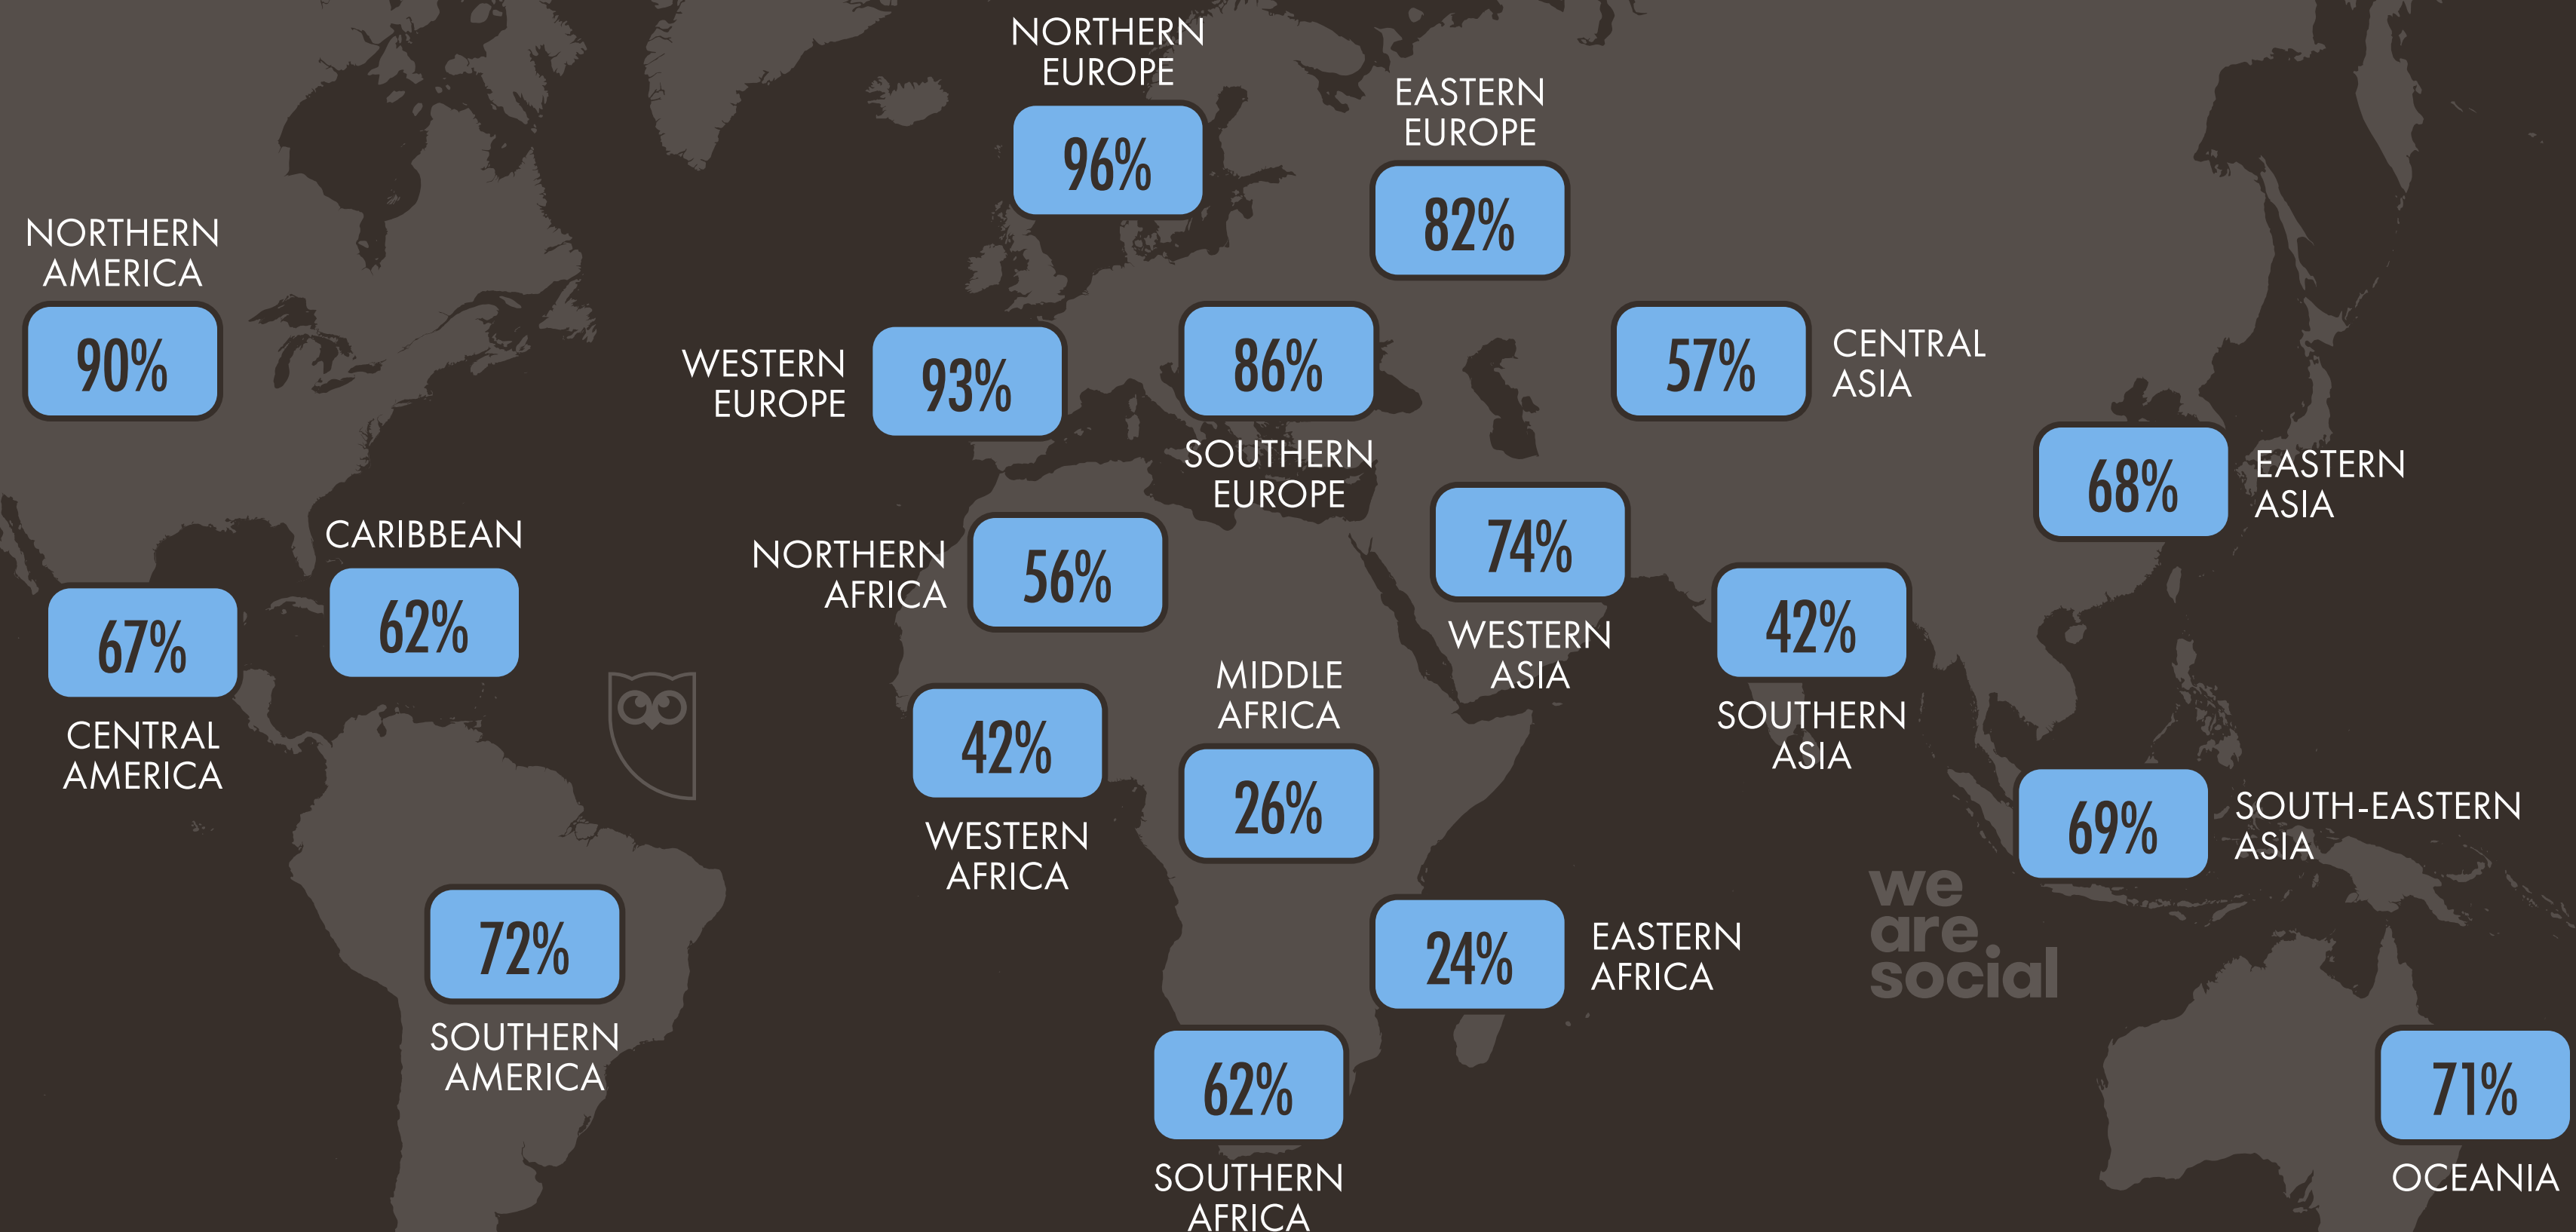 NORTHERN
EUROPE
96%
EASTERN
EUROPE
82%
NORTHERN
AMERICA
90%
WESTERN
EUROPE
93%
86%
SOUTHERN
EUROPE
57%
CENTRAL
ASIA
68%
EASTERN
ASIA
CARIBBEAN
62%
67%
CENTRAL
AMERICA
NORTHERN
AFRICA
56%
74%
WESTERN
ASIA
42%
SOUTHERN
ASIA
42%
WESTERN
AFRICA
MIDDLE
AFRICA
26%
69%
SOUTH-EASTERN
ASIA
72%
SOUTHERN
AMERICA
24%
EASTERN
AFRICA
we
are
social
62%
SOUTHERN
AFRICA
71%
OCEANIA